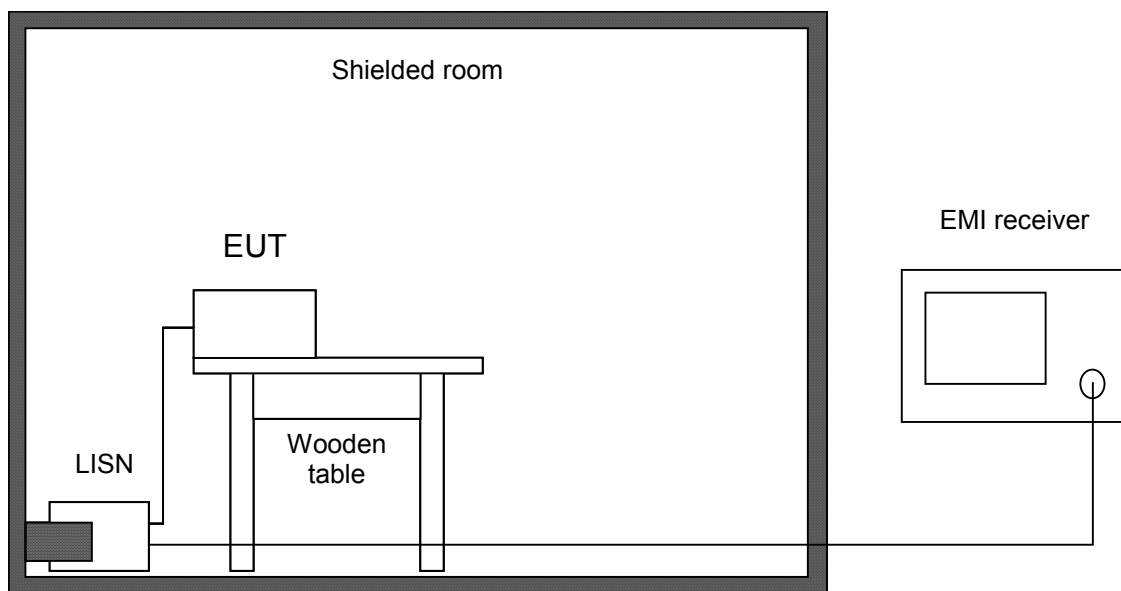 Shielded room
EMI receiver
EUT
Wooden
table
LISN